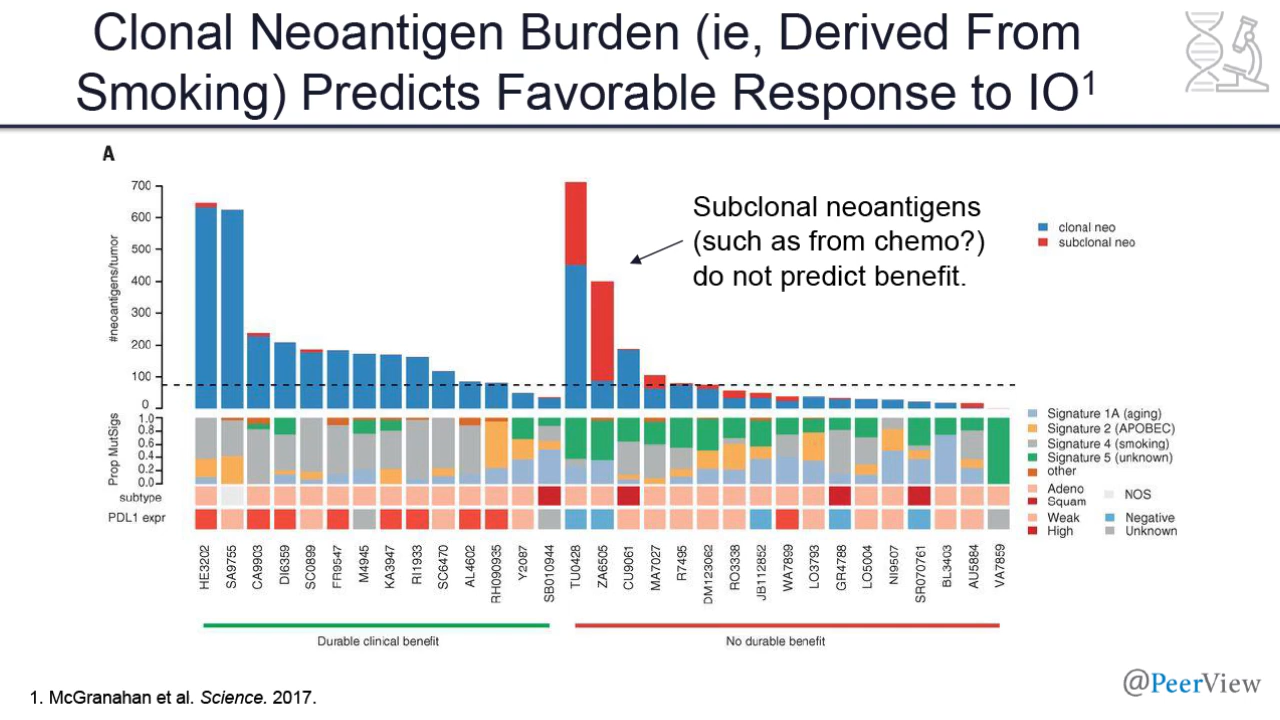 Clonal Neoantigen Burden (ie, Derived From
Smoking) Predicts Favorable Response to IO1
A
#neoantigens/tumor
700
600
500
400
300
200
100
0
Subclonal neoantigens
(such as from chemo?)
do not predict benefit.
clonal neo
subclonal neo
Prop MutSigs
1.0
0.8
0.6
0.4
0.2
0.0
Signature 1A (aging)
Signature 2 (APOBEC)
Signature 4 (smoking)
Signature 5 (unknown)
other
subtype
Adeno
Squam
NOS
PDL1 expr
Weak
High
Negative
Unknown
HE3202
SA9755
CA9903
DI6359
SC0899
FR9547
M4945
KA3947
RI1933
SC6470
AL4602
RH090935
Y2087
SB010944
TU0428
ZA6505
CU9061
MA7027
R7495
DM123062
RO3338
JB112852
WA7899
LO3793
GR4788
LO5004
NI9507
SR070761
BL3403
AU5884
VA7859
Durable clinical benefit
No durable benefit
1. McGranahan et al. Science. 2017.
@PeerView